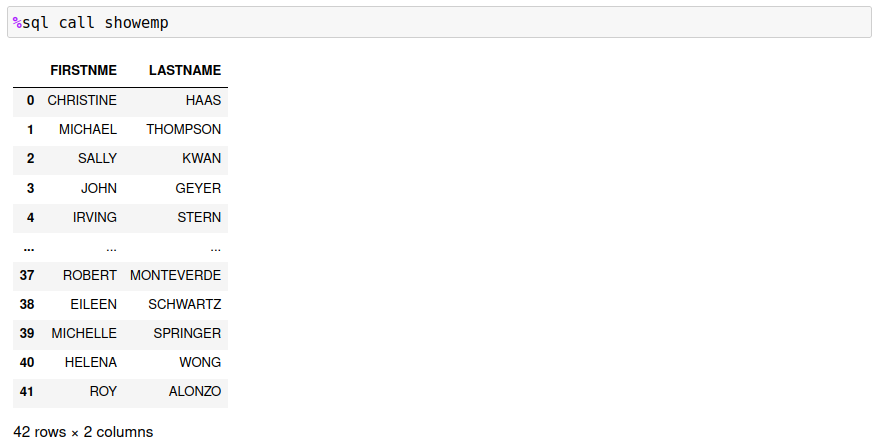 %sql call showemp
FIRSTNME LASTNAME
0 CHRISTINE HAAS
1 MICHAEL THOMPSON
2 SALLY KWAN
3 JOHN GEYER
4 IRVING STERN
... ... ...
37 ROBERT MONTEVERDE
38 EILEEN SCHWARTZ
39 MICHELLE SPRINGER
40 HELENA WONG
41 ROY ALONZO
42 rows × 2 columns